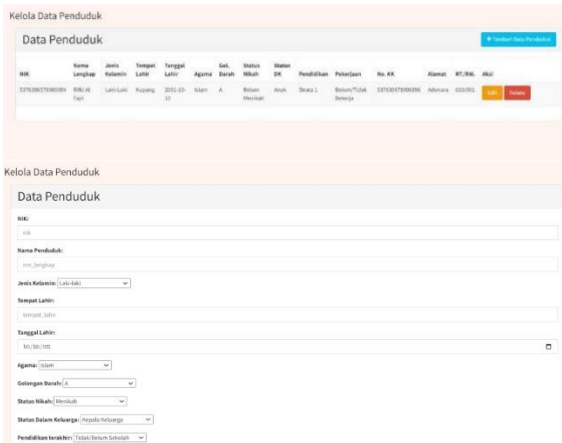 Kelola Data Penduduk
Data Penduduk
+ Tambah Data Penduduk
NIK Nama Lengkap Jenis Kelamin Tempat Lahir Tanggal Lahir Agama Gol. Darah Status Nikah Status DK Pendidikan Pekerjaan No. KK Alamat RT/RW. Aksi
Laki-Laki Kupang Islam A Belum Menikah Anak Strata 1 Belum/Tidak Bekerja Adonara 010/001 Edit Delete
Kelola Data Penduduk
Data Penduduk
NIK:
nik
Nama Penduduk:
nm_lengkap
Jenis Kelamin: Laki-laki
Tempat Lahir:
tempat_lahir
Tanggal Lahir:
hh/bb/tttt
Agama: Islam
Golongan Darah: A
Status Nikah: Menikah
Status Dalam Keluarga: Kepala Keluarga
Pendidikan terakhir: Tidak/Belum Sekolah